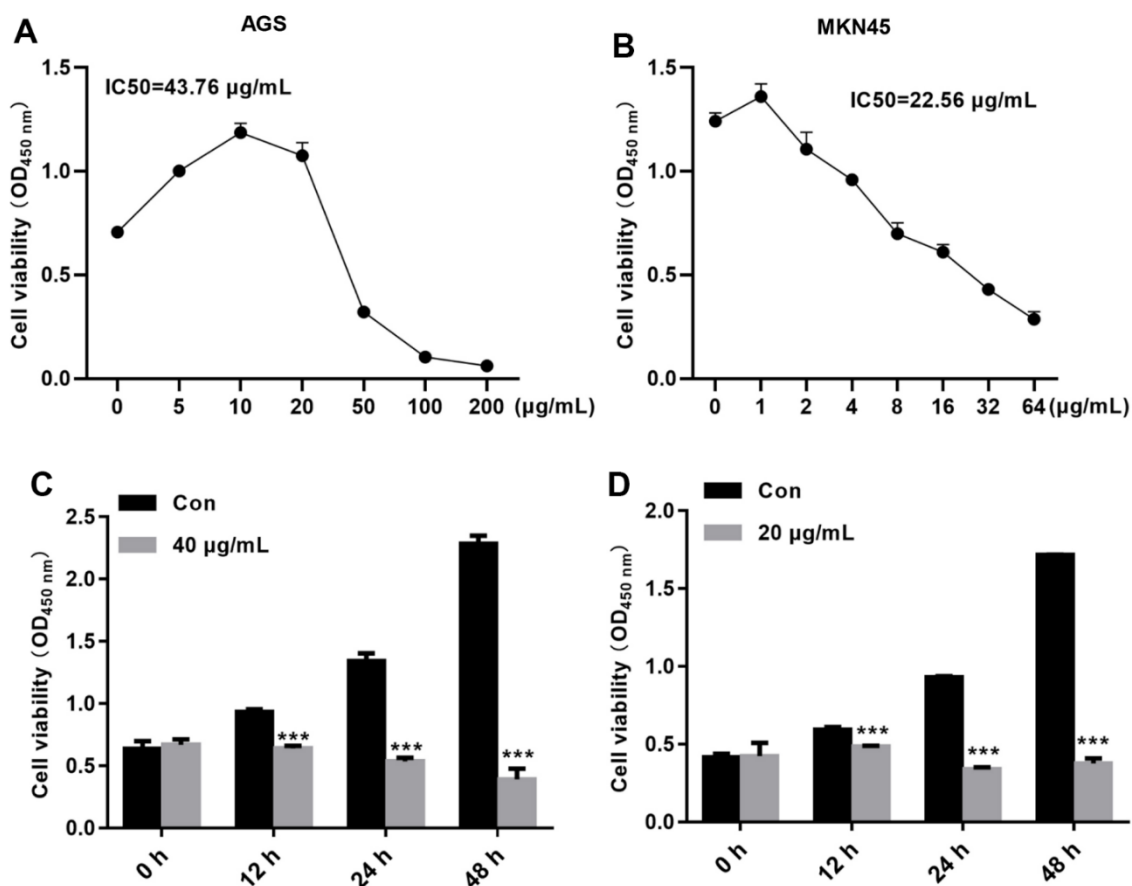 A
AGS
IC50=43.76 μg/mL
Cell viability（OD450 nm）
1.5
1.0
0.5
0.0
0 5 10 20 50 100 200 (μg/mL)
B
MKN45
IC50=22.56 μg/mL
Cell viability（OD450 nm）
1.5
1.0
0.5
0.0
0 1 2 4 8 16 32 64 (μg/mL)
C
Con
40 μg/mL
Cell viability（OD450 nm）
2.5
2.0
1.5
1.0
0.5
0.0
*** *** ***
0 h 12 h 24 h 48 h
D
Con
20 μg/mL
Cell viability（OD450 nm）
2.0
1.5
1.0
0.5
0.0
*** *** ***
0 h 12 h 24 h 48 h